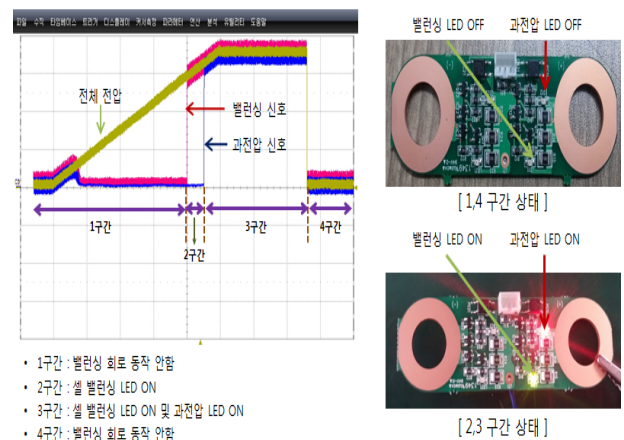 파일 수직 타임베이스 트리거 디스플레이 커서측정 파라메터 연산 분석 유틸리티 도움말
전체 전압
밸런싱 신호
과전압 신호
1구간
2구간
3구간
4구간
• 1구간 : 밸런싱 회로 동작 안함
• 2구간 : 셀 밸런싱 LED ON
• 3구간 : 셀 밸런싱 LED ON 및 과전압 LED ON
• 4구간 : 밸런싱 회로 동작 안함
밸런싱 LED OFF 과전압 LED OFF
[ 1,4 구간 상태 ]
밸런싱 LED ON 과전압 LED ON
[ 2,3 구간 상태 ]